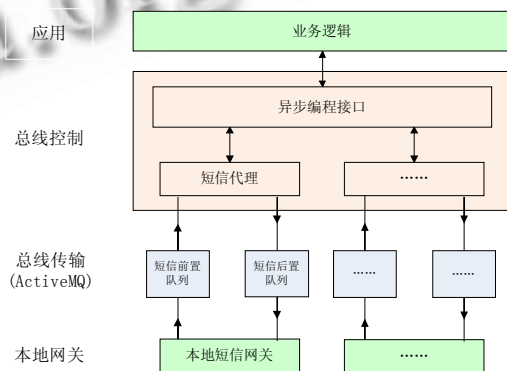 应用
业务逻辑
异步编程接口
总线控制
短信代理
……
总线传输
(ActiveMQ)
短信前置
队列
短信后置
队列
……
……
本地网关
本地短信网关
……